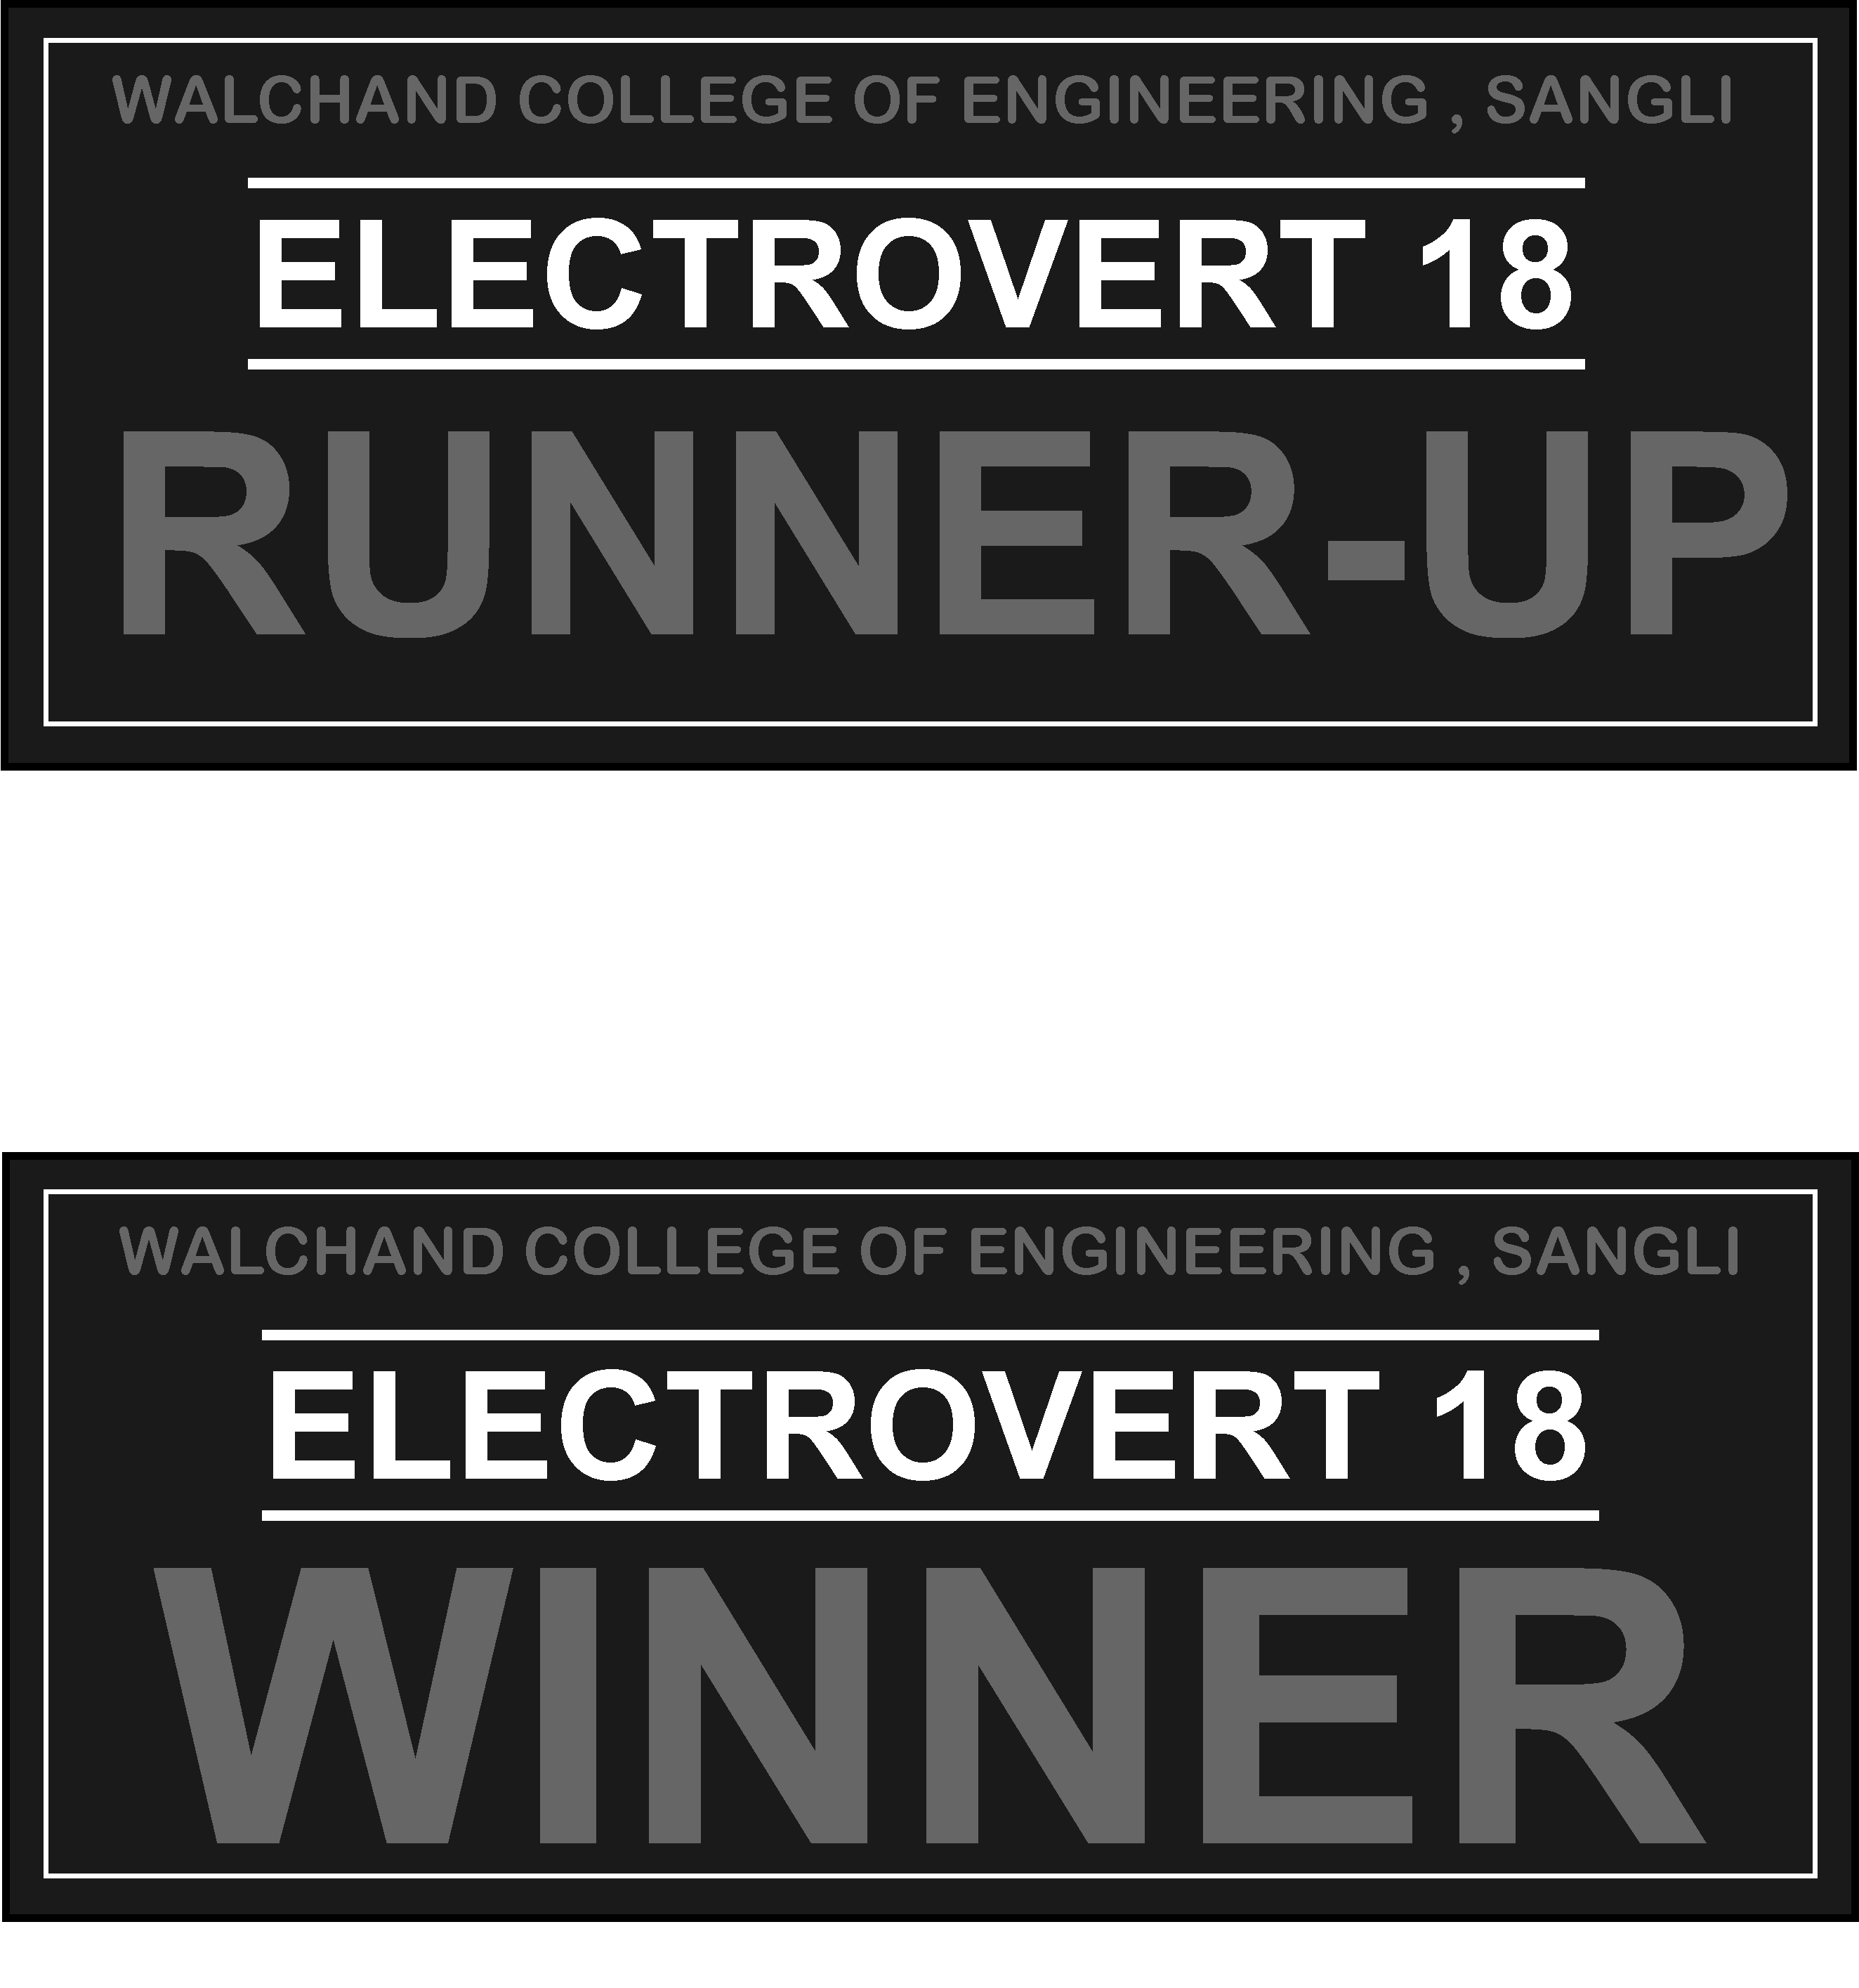 WALCHAND COLLEGE OF ENGINEERING , SANGLI
ELECTROVERT 18
RUNNER-UP
WALCHAND COLLEGE OF ENGINEERING , SANGLI
ELECTROVERT 18
WINNER